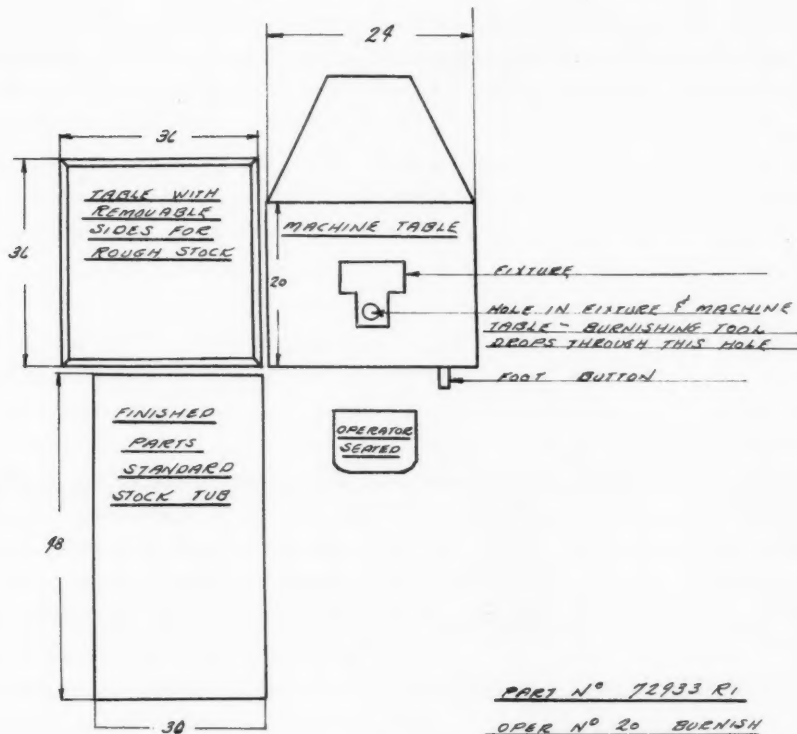 24
36
TABLE WITH
REMOVABLE
SIDES FOR
ROUGH STOCK
36
MACHINE TABLE
20
FIXTURE
HOLE IN FIXTURE & MACHINE
TABLE - BURNISHING TOOL
DROPS THROUGH THIS HOLE
FOOT BUTTON
FINISHED
PARTS
STANDARD
STOCK TUB
OPERATOR
SEATED
48
30
PART Nº 72933 R1
OPER Nº 20 BURNISH